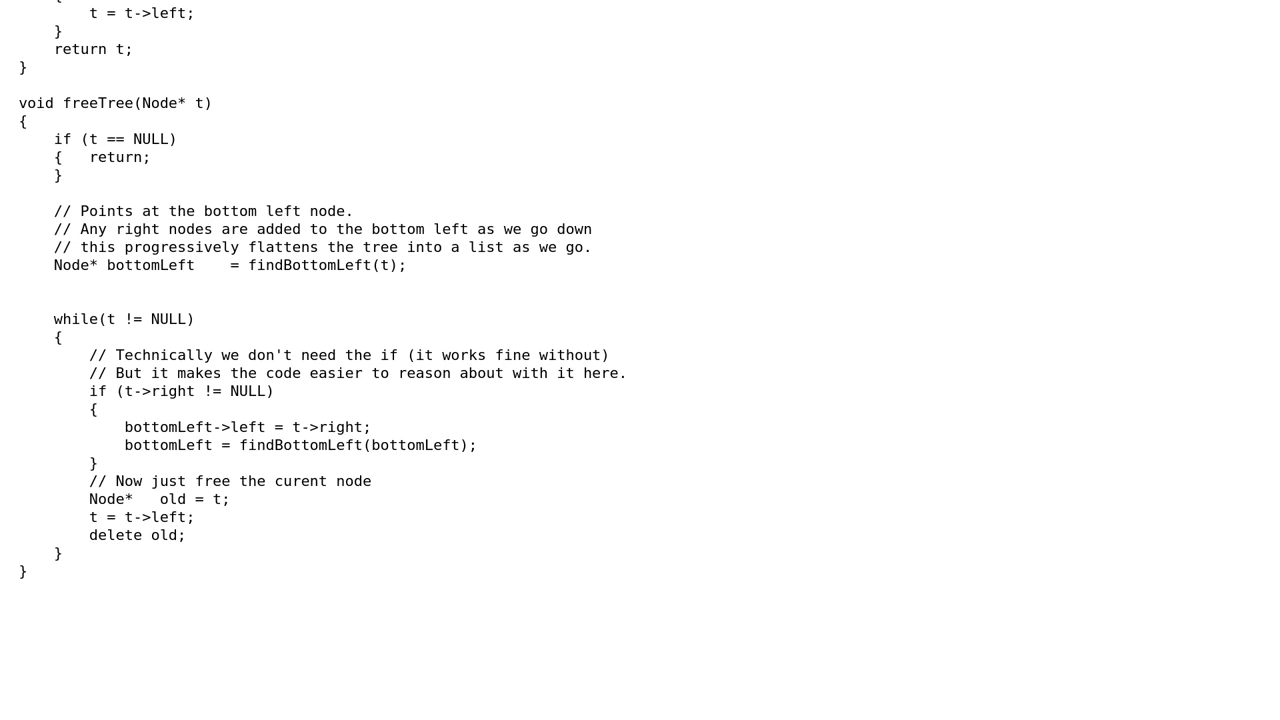 {
        t = t->left;
    }
    return t;
}

void freeTree(Node* t)
{
    if (t == NULL)
    {   return;
    }

    // Points at the bottom left node.
    // Any right nodes are added to the bottom left as we go down
    // this progressively flattens the tree into a list as we go.
    Node* bottomLeft    = findBottomLeft(t);


    while(t != NULL)
    {
        // Technically we don't need the if (it works fine without)
        // But it makes the code easier to reason about with it here.
        if (t->right != NULL)
        {
            bottomLeft->left = t->right;
            bottomLeft = findBottomLeft(bottomLeft);
        }
        // Now just free the curent node
        Node*   old = t;
        t = t->left;
        delete old;
    }
}